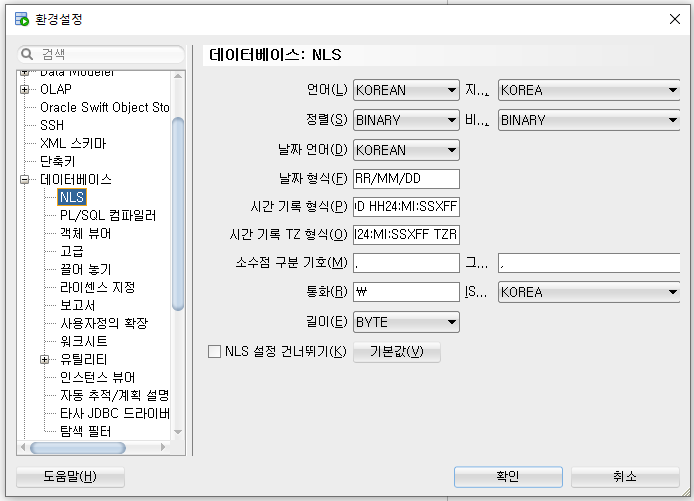 환경설정
검색
Data Modeler
OLAP
Oracle Swift Object Sto
SSH
XML 스키마
단축키
데이터베이스
NLS
PL/SQL 컴파일러
객체 뷰어
고급
끌어 놓기
라이센스 지정
보고서
사용자정의 확장
워크시트
유틸리티
인스턴스 뷰어
자동 추적/계획 설명
타사 JDBC 드라이버
탐색 필터
데이터베이스: NLS
언어(L) KOREAN 지... KOREA
정렬(S) BINARY 비... BINARY
날짜 언어(D) KOREAN
날짜 형식(F) RR/MM/DD
시간 기록 형식(P) HH24:MI:SSXFF
시간 기록 TZ 형식(O) I24:MI:SSXFF TZR
소수점 구분 기호(M) . 그... ,
통화(R) ₩ IS... KOREA
길이(E) BYTE
NLS 설정 건너뛰기(K) 기본값(V)
도움말(H) 확인 취소